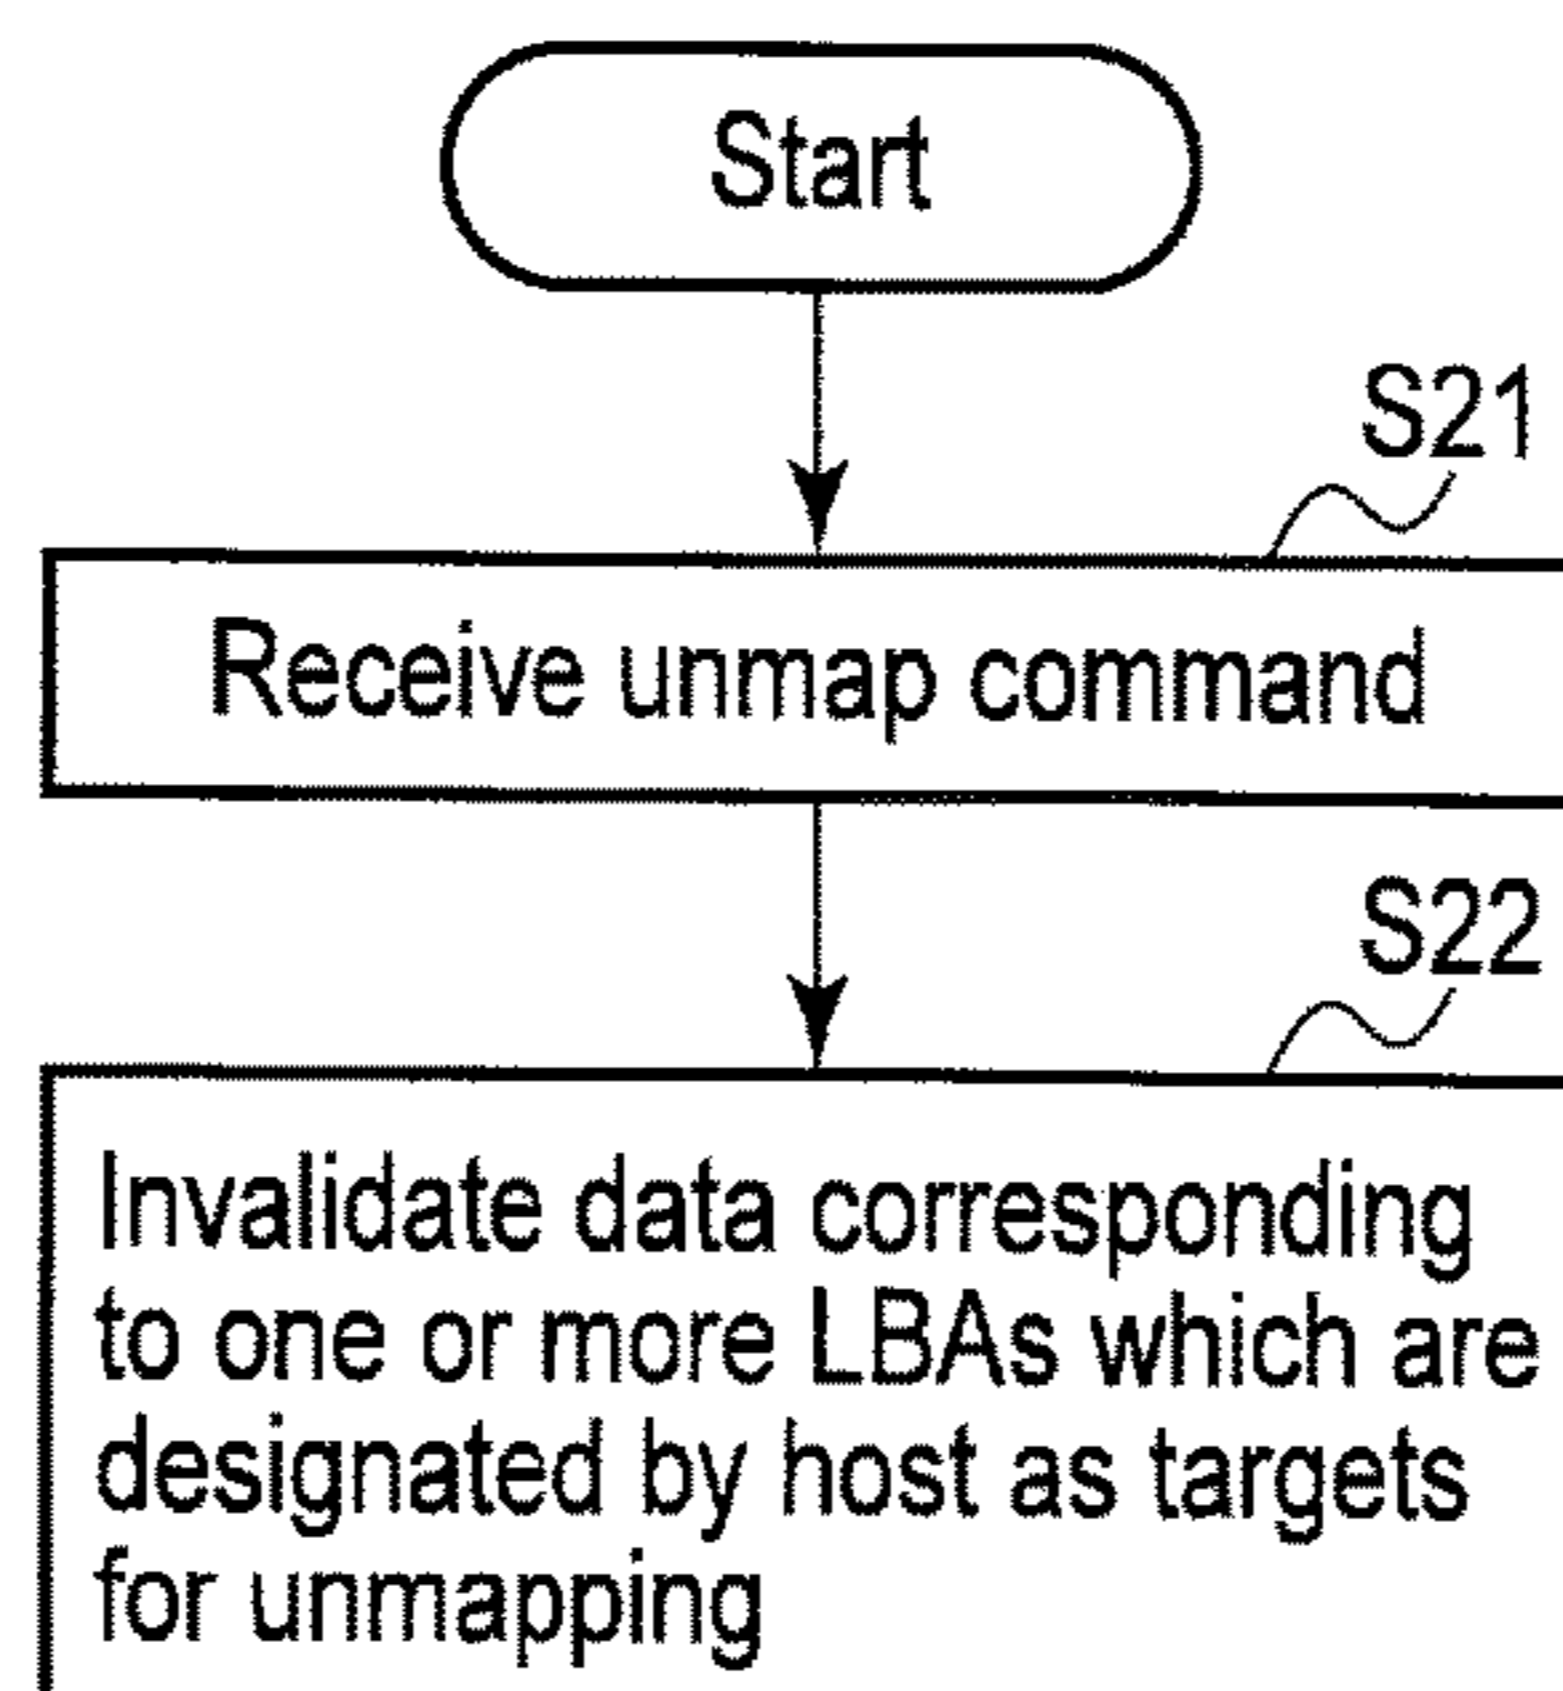 Start
S21
Receive unmap command
S22
Invalidate data corresponding
to one or more LBAs which are
designated by host as targets
for unmapping